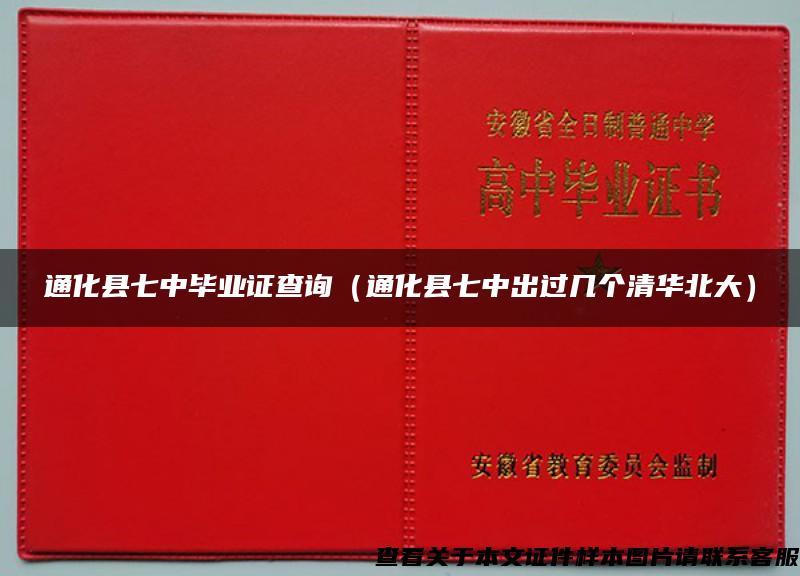 安徽省全日制普通中学
高中毕业证书
通化县七中毕业证查询（通化县七中出过几个清华北大）
安徽省教育委员会监制
查看关于本文证件样本图片请联系客服